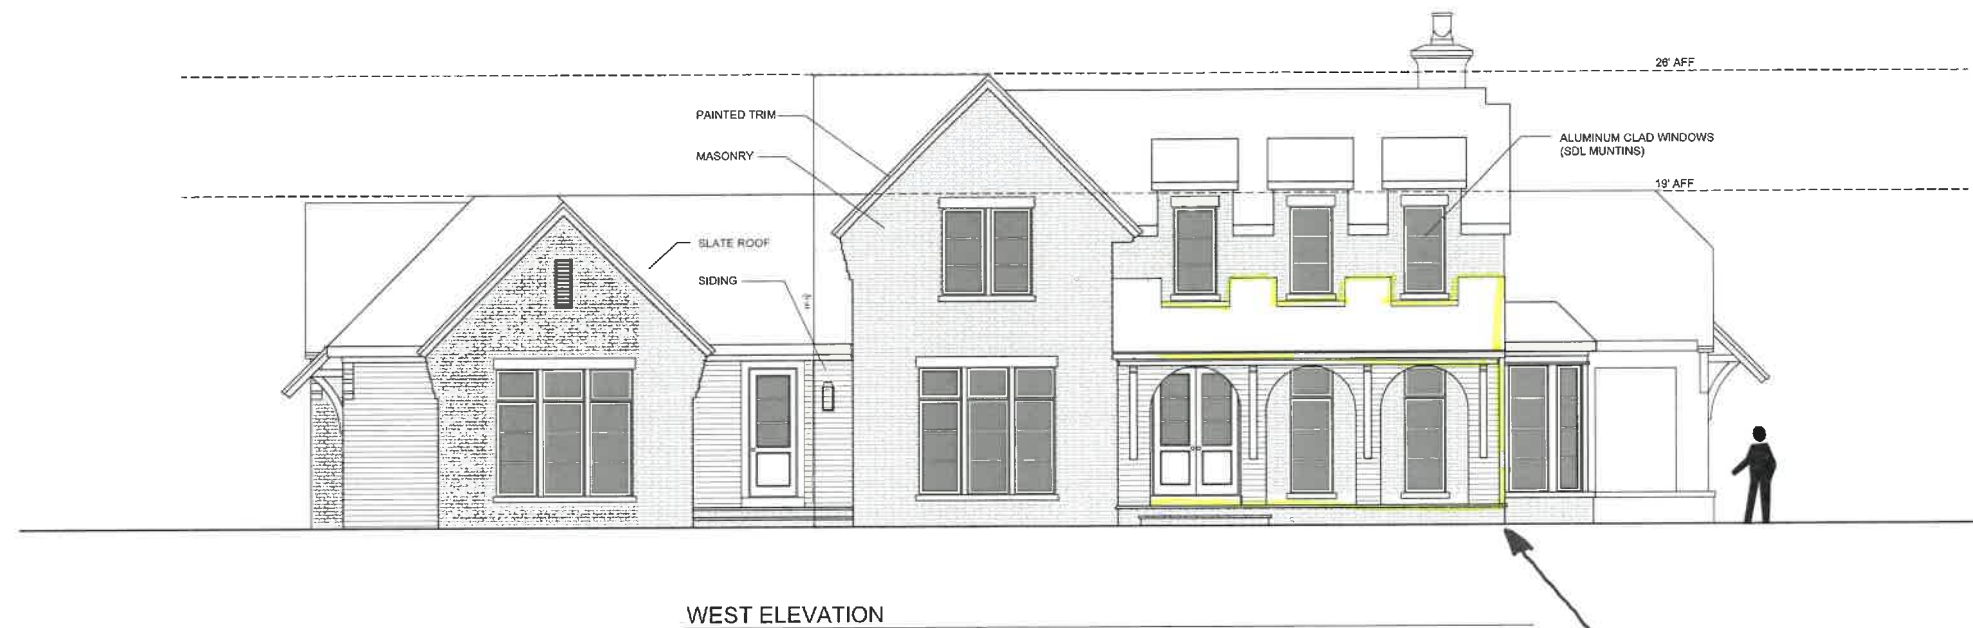 26' AFF
PAINTED TRIM
MASONRY
ALUMINUM CLAD WINDOWS
(SDL MUNTINS)
19' AFF
SLATE ROOF
SIDING
WEST ELEVATION